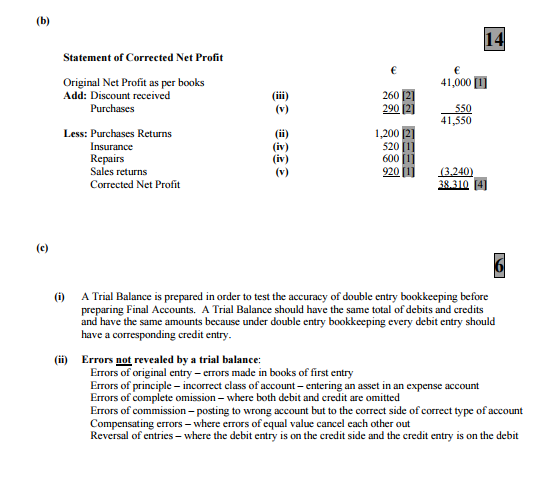 (b)
14
Statement of Corrected Net Profit
€ €
Original Net Profit as per books 41,000 [1]
Add: Discount received (iii) 260 [2]
Purchases (v) 290 [2] 550
41,550
Less: Purchases Returns (ii) 1,200 [2]
Insurance (iv) 520 [1]
Repairs (iv) 600 [1]
Sales returns (v) 920 [1] (3,240)
Corrected Net Profit 38,310 [4]
(c)
6
(i) A Trial Balance is prepared in order to test the accuracy of double entry bookkeeping before
preparing Final Accounts. A Trial Balance should have the same total of debits and credits
and have the same amounts because under double entry bookkeeping every debit entry should
have a corresponding credit entry.
(ii) Errors not revealed by a trial balance:
Errors of original entry – errors made in books of first entry
Errors of principle – incorrect class of account – entering an asset in an expense account
Errors of complete omission – where both debit and credit are omitted
Errors of commission – posting to wrong account but to the correct side of correct type of account
Compensating errors – where errors of equal value cancel each other out
Reversal of entries – where the debit entry is on the credit side and the credit entry is on the debit